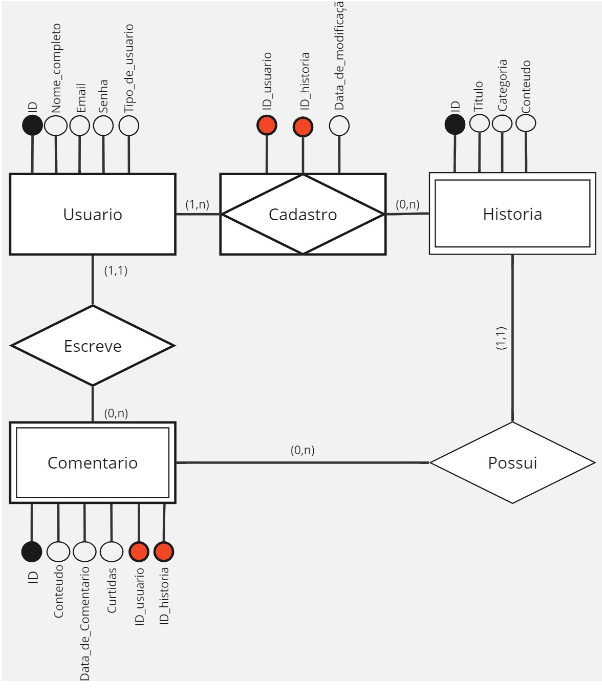 ID
Nome_completo
Email
Senha
Tipo_de_usuario
ID_usuario
ID_historia
Data_de_modificaçã
ID
Titulo
Categoria
Conteudo
Usuario
(1,n)
Cadastro
(0,n)
Historia
(1,1)
Escreve
(1,1)
(0,n)
Comentario
(0,n)
Possui
ID
Conteudo
Data_de_Comentario
Curtidas
ID_usuario
ID_historia